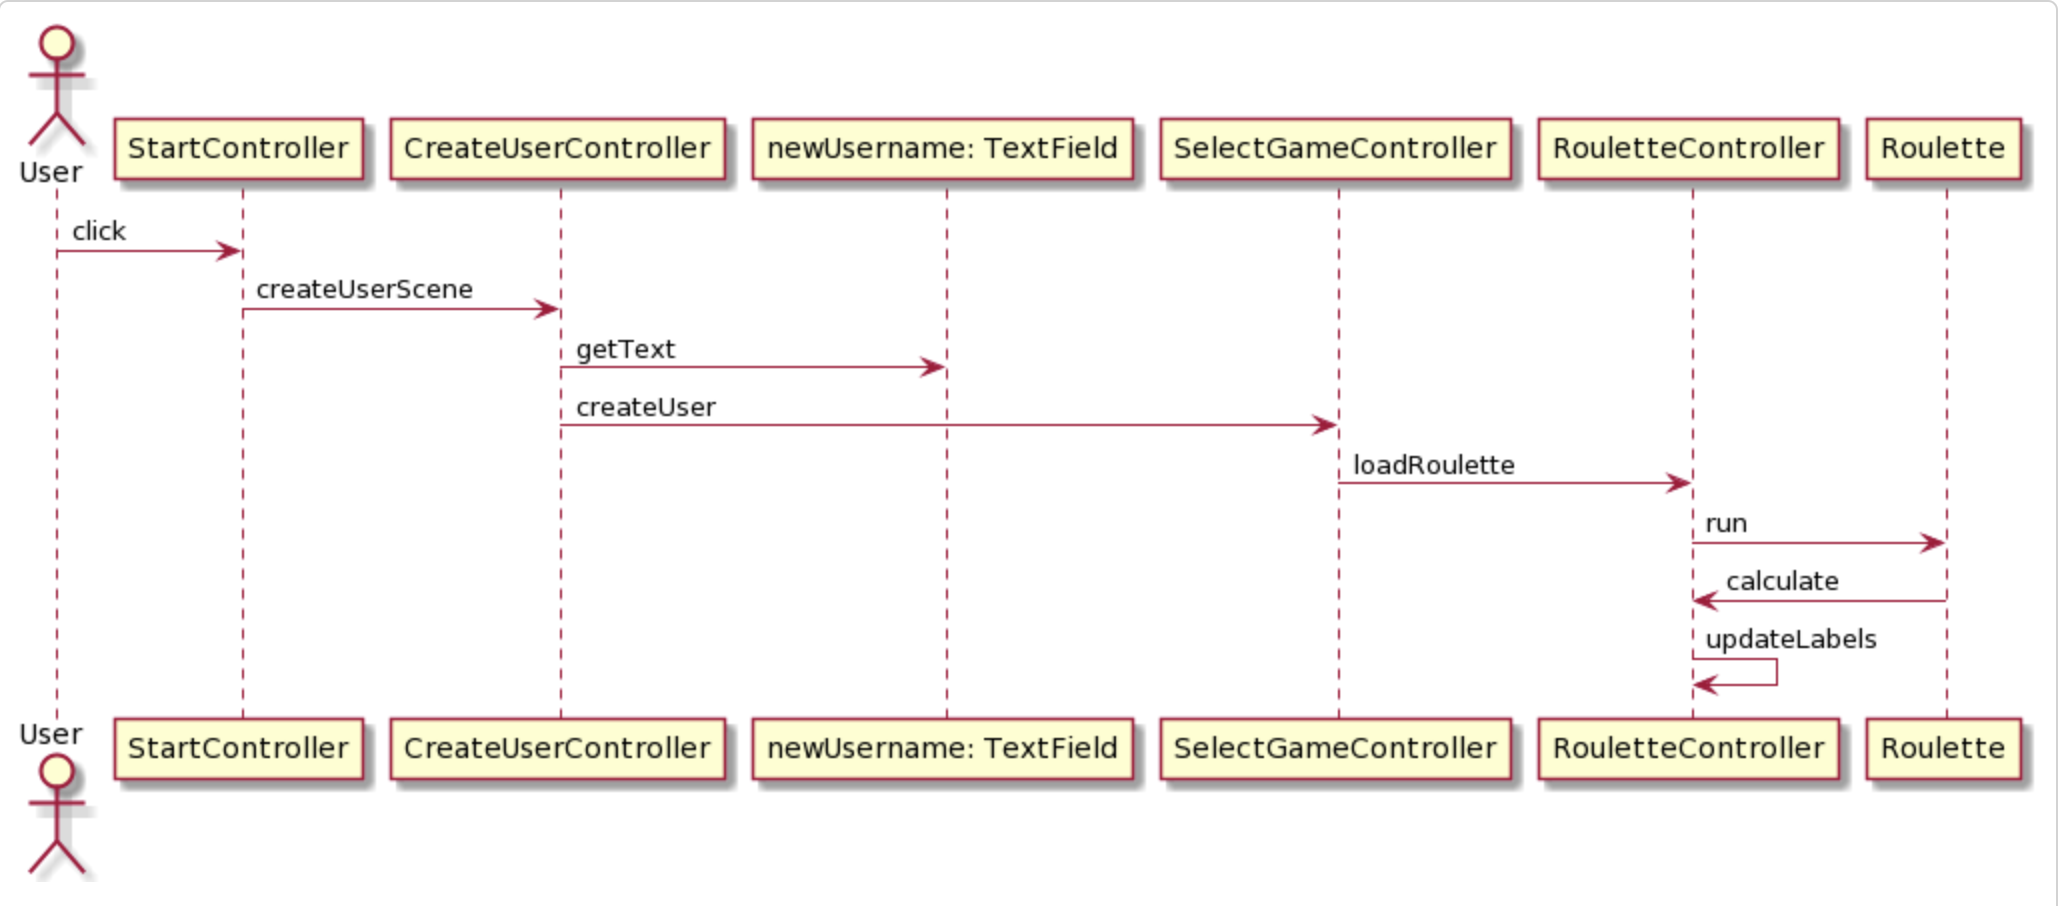 User
StartController
CreateUserController
newUsername: TextField
SelectGameController
RouletteController
Roulette
click
createUserScene
getText
createUser
loadRoulette
run
calculate
updateLabels
User
StartController
CreateUserController
newUsername: TextField
SelectGameController
RouletteController
Roulette